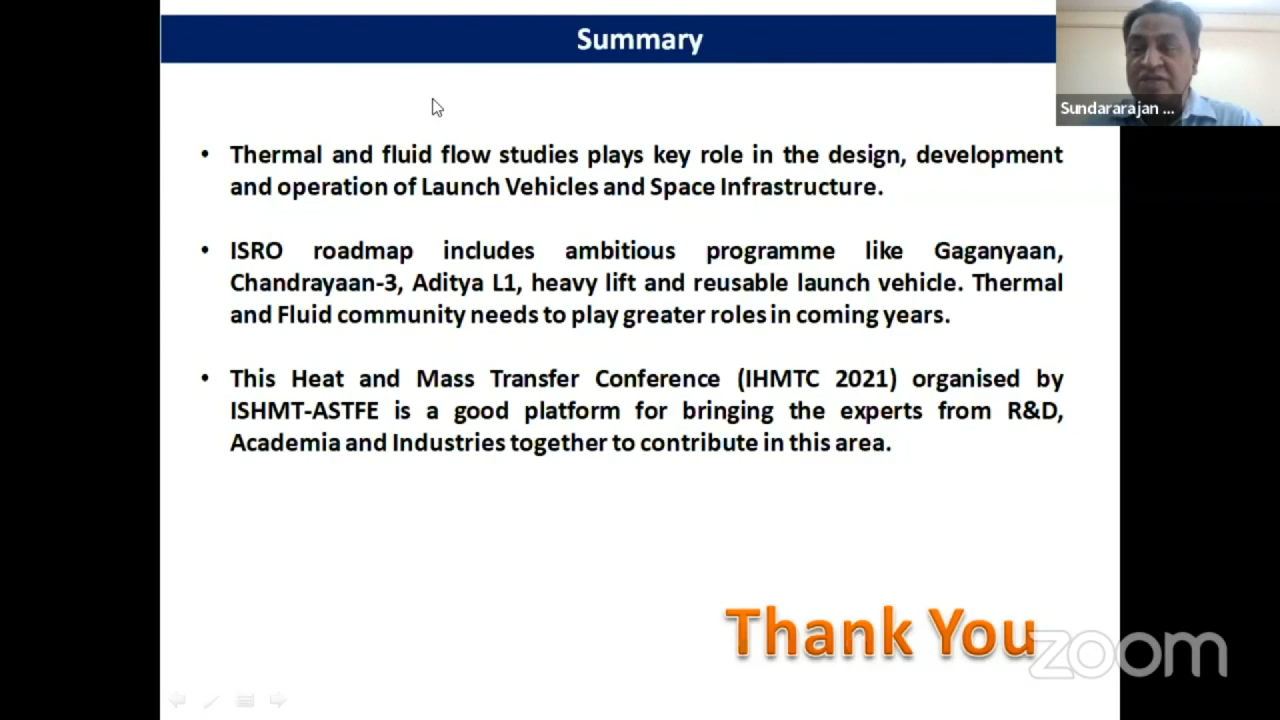 Summary
Sundararajan ...
• Thermal and fluid flow studies plays key role in the design, development
and operation of Launch Vehicles and Space Infrastructure.
• ISRO roadmap includes ambitious programme like Gaganyaan,
Chandrayaan-3, Aditya L1, heavy lift and reusable launch vehicle. Thermal
and Fluid community needs to play greater roles in coming years.
• This Heat and Mass Transfer Conference (IHMTC 2021) organised by
ISHMT-ASTFE is a good platform for bringing the experts from R&D,
Academia and Industries together to contribute in this area.
Thank You
zoom